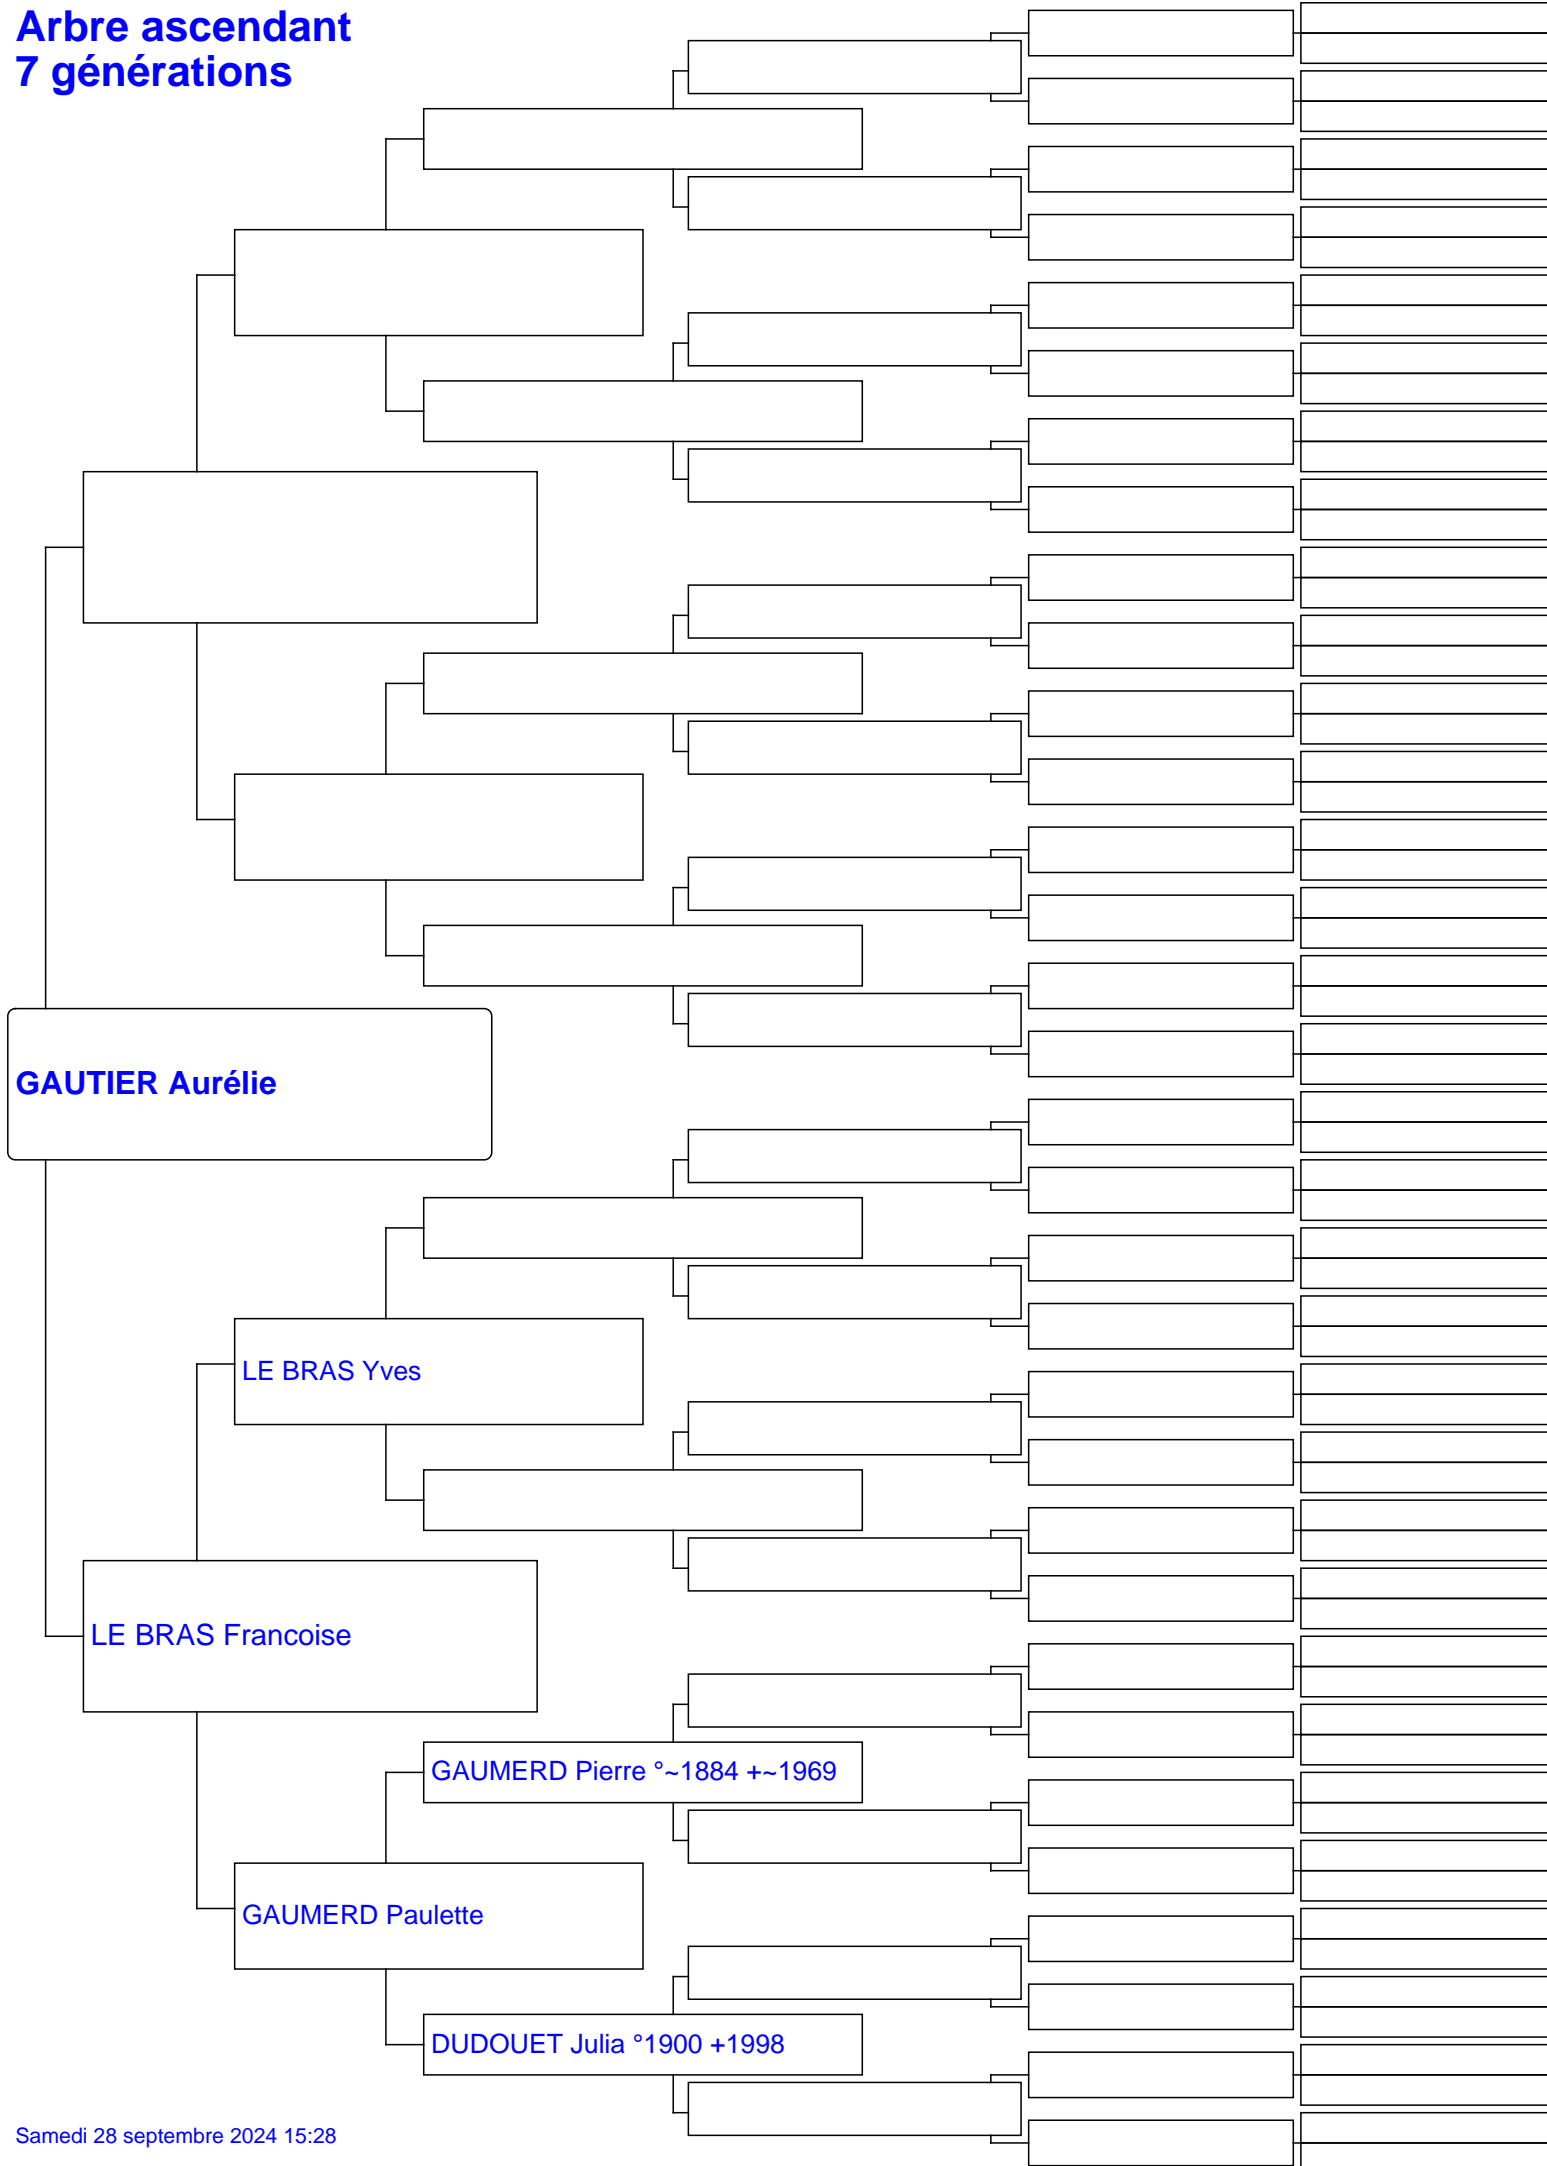 Arbre ascendant
7 générations
GAUTIER Aurélie
LE BRAS Yves
LE BRAS Francoise
GAUMERD Pierre °~1884 +~1969
GAUMERD Paulette
DUDOUET Julia °1900 +1998
Samedi 28 septembre 2024 15:28